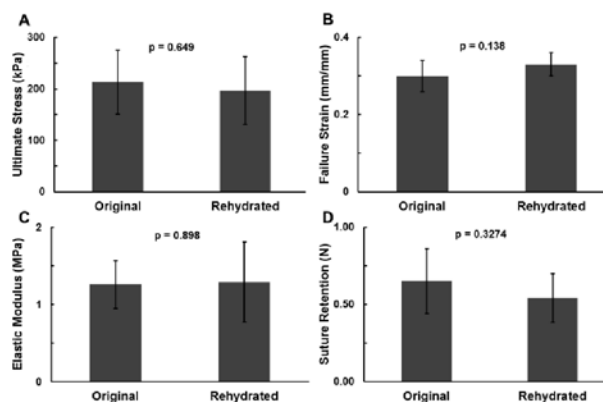 A
p = 0.649
Ultimate Stress (kPa)
300
200
100
0
Original Rehydrated
B
p = 0.138
Failure Strain (mm/mm)
0.4
0.2
0
Original Rehydrated
C
p = 0.898
Elastic Modulus (MPa)
2
1
0
Original Rehydrated
D
p = 0.3274
Suture Retention (N)
1.00
0.50
0.00
Original Rehydrated